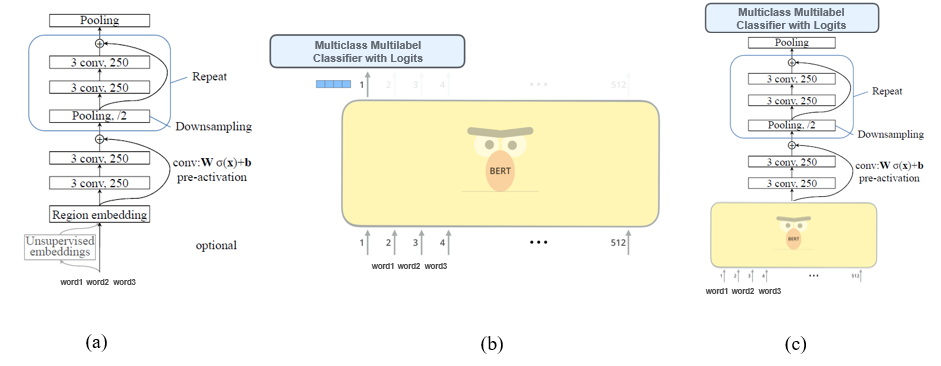 Pooling
3 conv, 250
3 conv, 250
Repeat
Pooling, /2
Downsampling
3 conv, 250
3 conv, 250
conv:W σ(x)+b
pre-activation
Region embedding
Unsupervised
embeddings
optional
word1 word2 word3
(a)
Multiclass Multilabel
Classifier with Logits
1 2 3 4 ••• 512
BERT
1 2 3 4 ••• 512
word1 word2 word3
(b)
Multiclass Multilabel
Classifier with Logits
Pooling
3 conv, 250
Repeat
3 conv, 250
Pooling, /2
Downsampling
3 conv, 250
conv:W σ(x)+b
pre-activation
3 conv, 250
BERT
1 2 3 4 ••• 512
word1 word2 word3
(c)